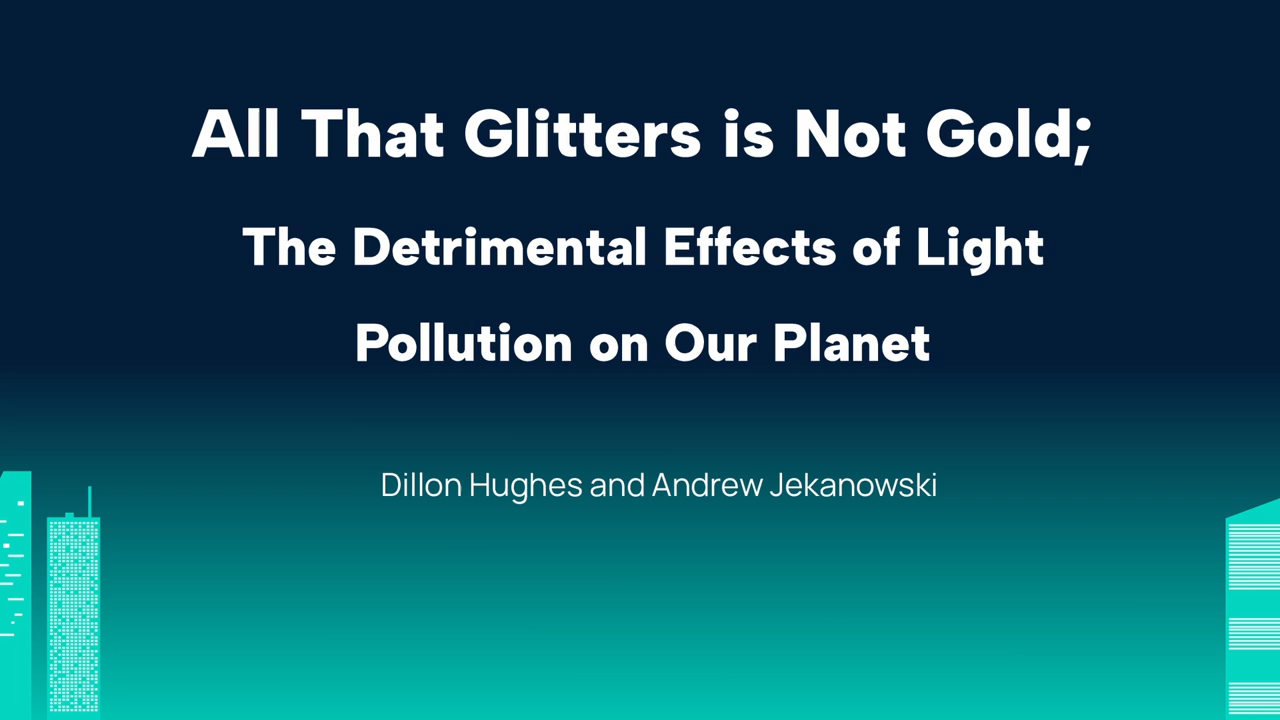 All That Glitters is Not Gold;
The Detrimental Effects of Light
Pollution on Our Planet
Dillon Hughes and Andrew Jekanowski